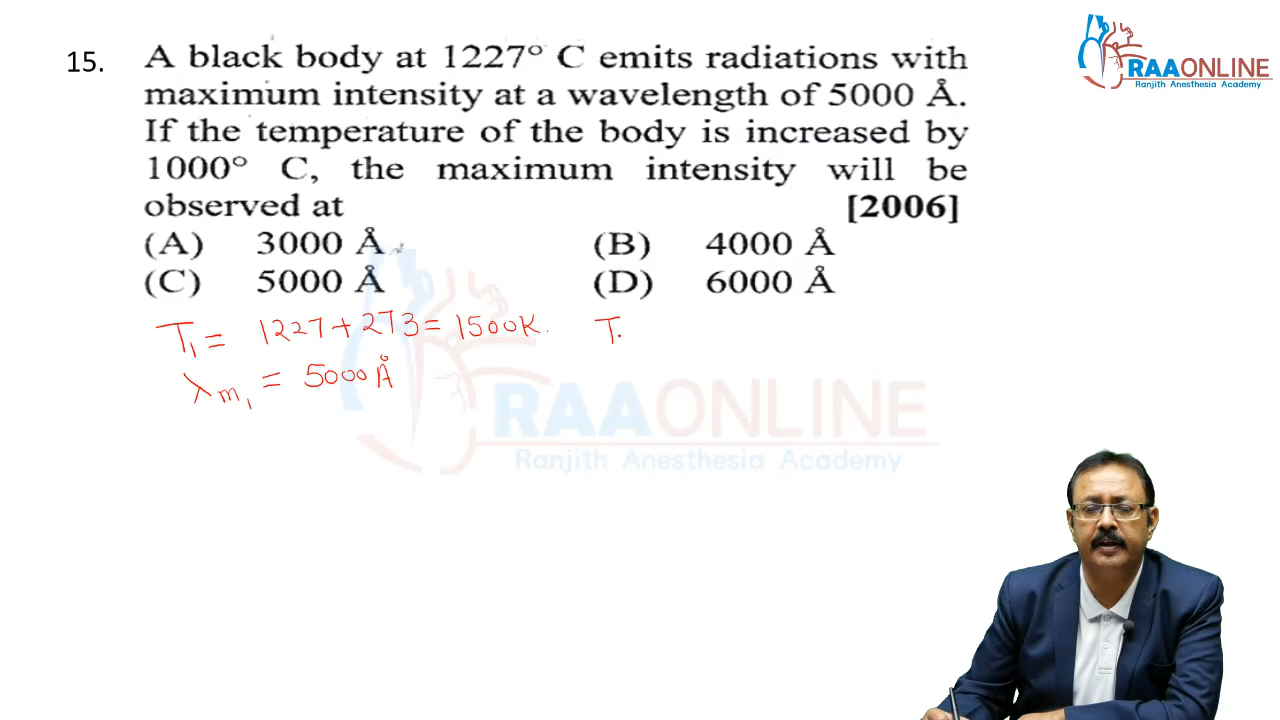 15.
A black body at 1227° C emits radiations with
maximum intensity at a wavelength of 5000 Å.
If the temperature of the body is increased by
1000° C, the maximum intensity will be
observed at [2006]
(A) 3000 Å (B) 4000 Å
(C) 5000 Å (D) 6000 Å
T₁ = 1227 + 273 = 1500K. T.
λm₁ = 5000 Å
RAAONLINE
Ranjith Anesthesia Academy
RAAONLINE
Ranjith Anesthesia Academy